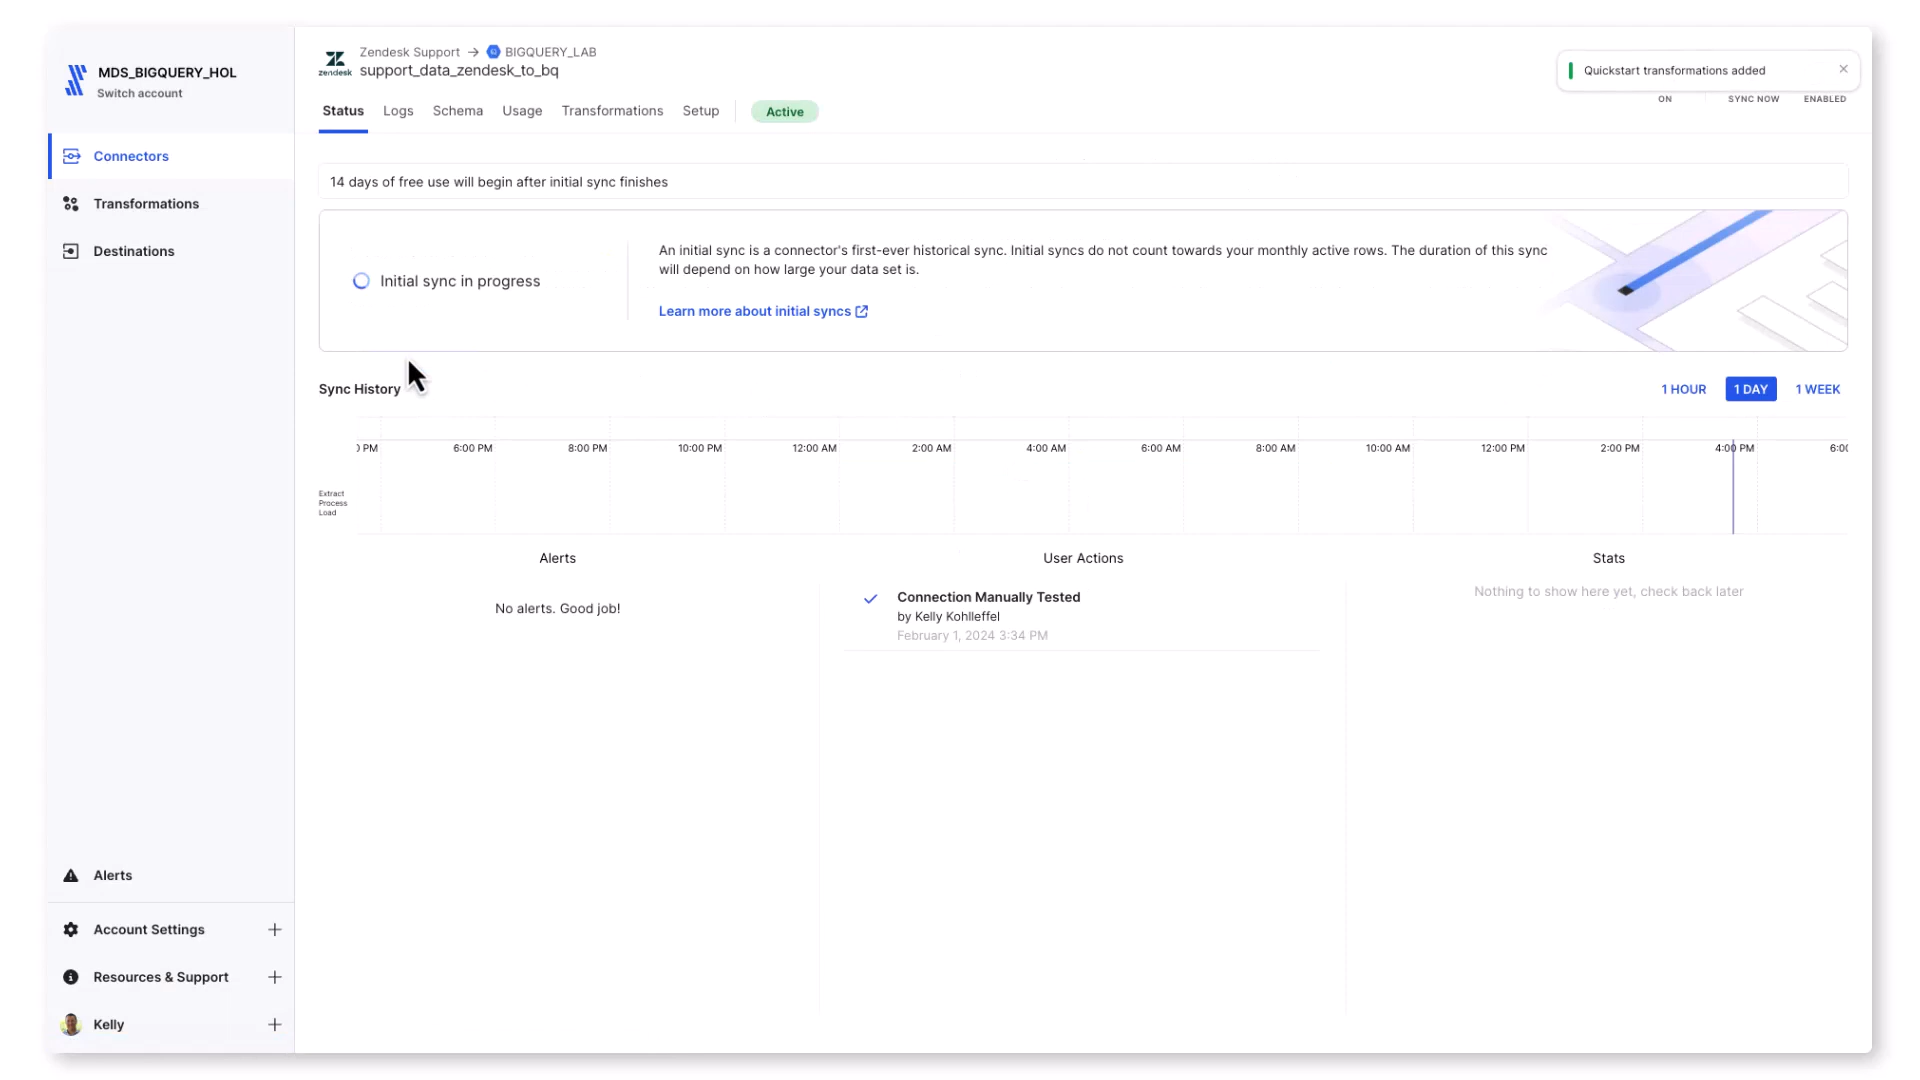 MDS_BIGQUERY_HOL
Switch account
Connectors
Transformations
Destinations
Alerts
Account Settings
Resources & Support
Kelly
zendesk
Zendesk Support → BIGQUERY_LAB
support_data_zendesk_to_bq
Quickstart transformations added
ON SYNC NOW ENABLED
Status Logs Schema Usage Transformations Setup Active
14 days of free use will begin after initial sync finishes
Initial sync in progress
An initial sync is a connector's first-ever historical sync. Initial syncs do not count towards your monthly active rows. The duration of this sync
will depend on how large your data set is.
Learn more about initial syncs
Sync History
1 HOUR 1 DAY 1 WEEK
PM 6:00 PM 8:00 PM 10:00 PM 12:00 AM 2:00 AM 4:00 AM 6:00 AM 8:00 AM 10:00 AM 12:00 PM 2:00 PM 4:00 PM 6:0
Extract
Process
Load
Alerts
No alerts. Good job!
User Actions
Connection Manually Tested
by Kelly Kohlleffel
February 1, 2024 3:34 PM
Stats
Nothing to show here yet, check back later